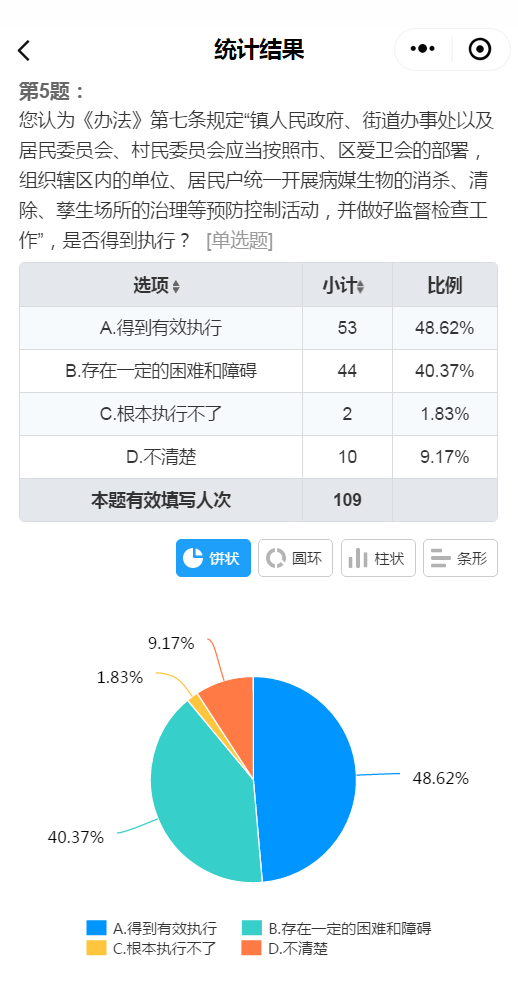 统计结果
第5题：
您认为《办法》第七条规定“镇人民政府、街道办事处以及
居民委员会、村民委员会应当按照市、区爱卫会的部署，
组织辖区内的单位、居民户统一开展病媒生物的消杀、清
除、孳生场所的治理等预防控制活动，并做好监督检查工
作”，是否得到执行？ [单选题]
选项 小计 比例
A.得到有效执行 53 48.62%
B.存在一定的困难和障碍 44 40.37%
C.根本执行不了 2 1.83%
D.不清楚 10 9.17%
本题有效填写人次 109
饼状 圆环 柱状 条形
9.17%
1.83%
48.62%
40.37%
A.得到有效执行 B.存在一定的困难和障碍
C.根本执行不了 D.不清楚